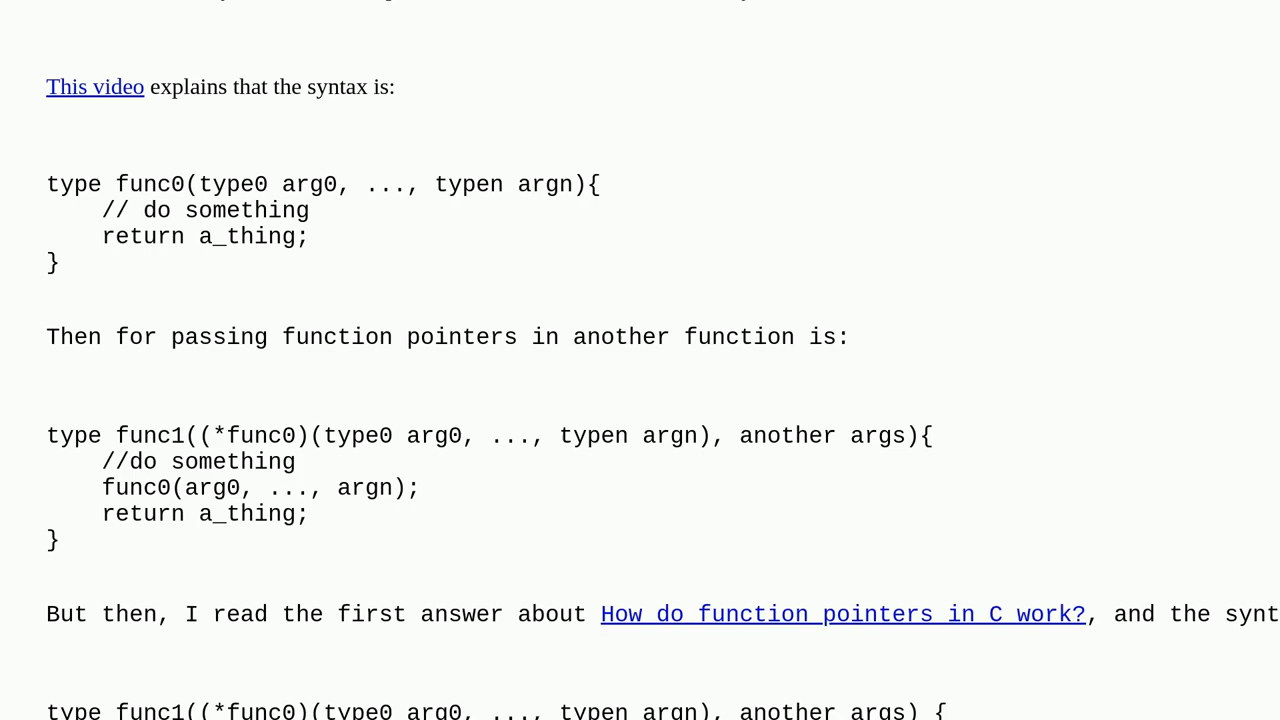 This video explains that the syntax is:
type func0(type0 arg0, ..., typen argn){
    // do something
    return a_thing;
}
Then for passing function pointers in another function is:
type func1((*func0)(type0 arg0, ..., typen argn), another args){
    //do something
    func0(arg0, ..., argn);
    return a_thing;
}
But then, I read the first answer about How do function pointers in C work?, and the synt
type func1((*func0)(type0 arg0, ..., typen argn), another args) {